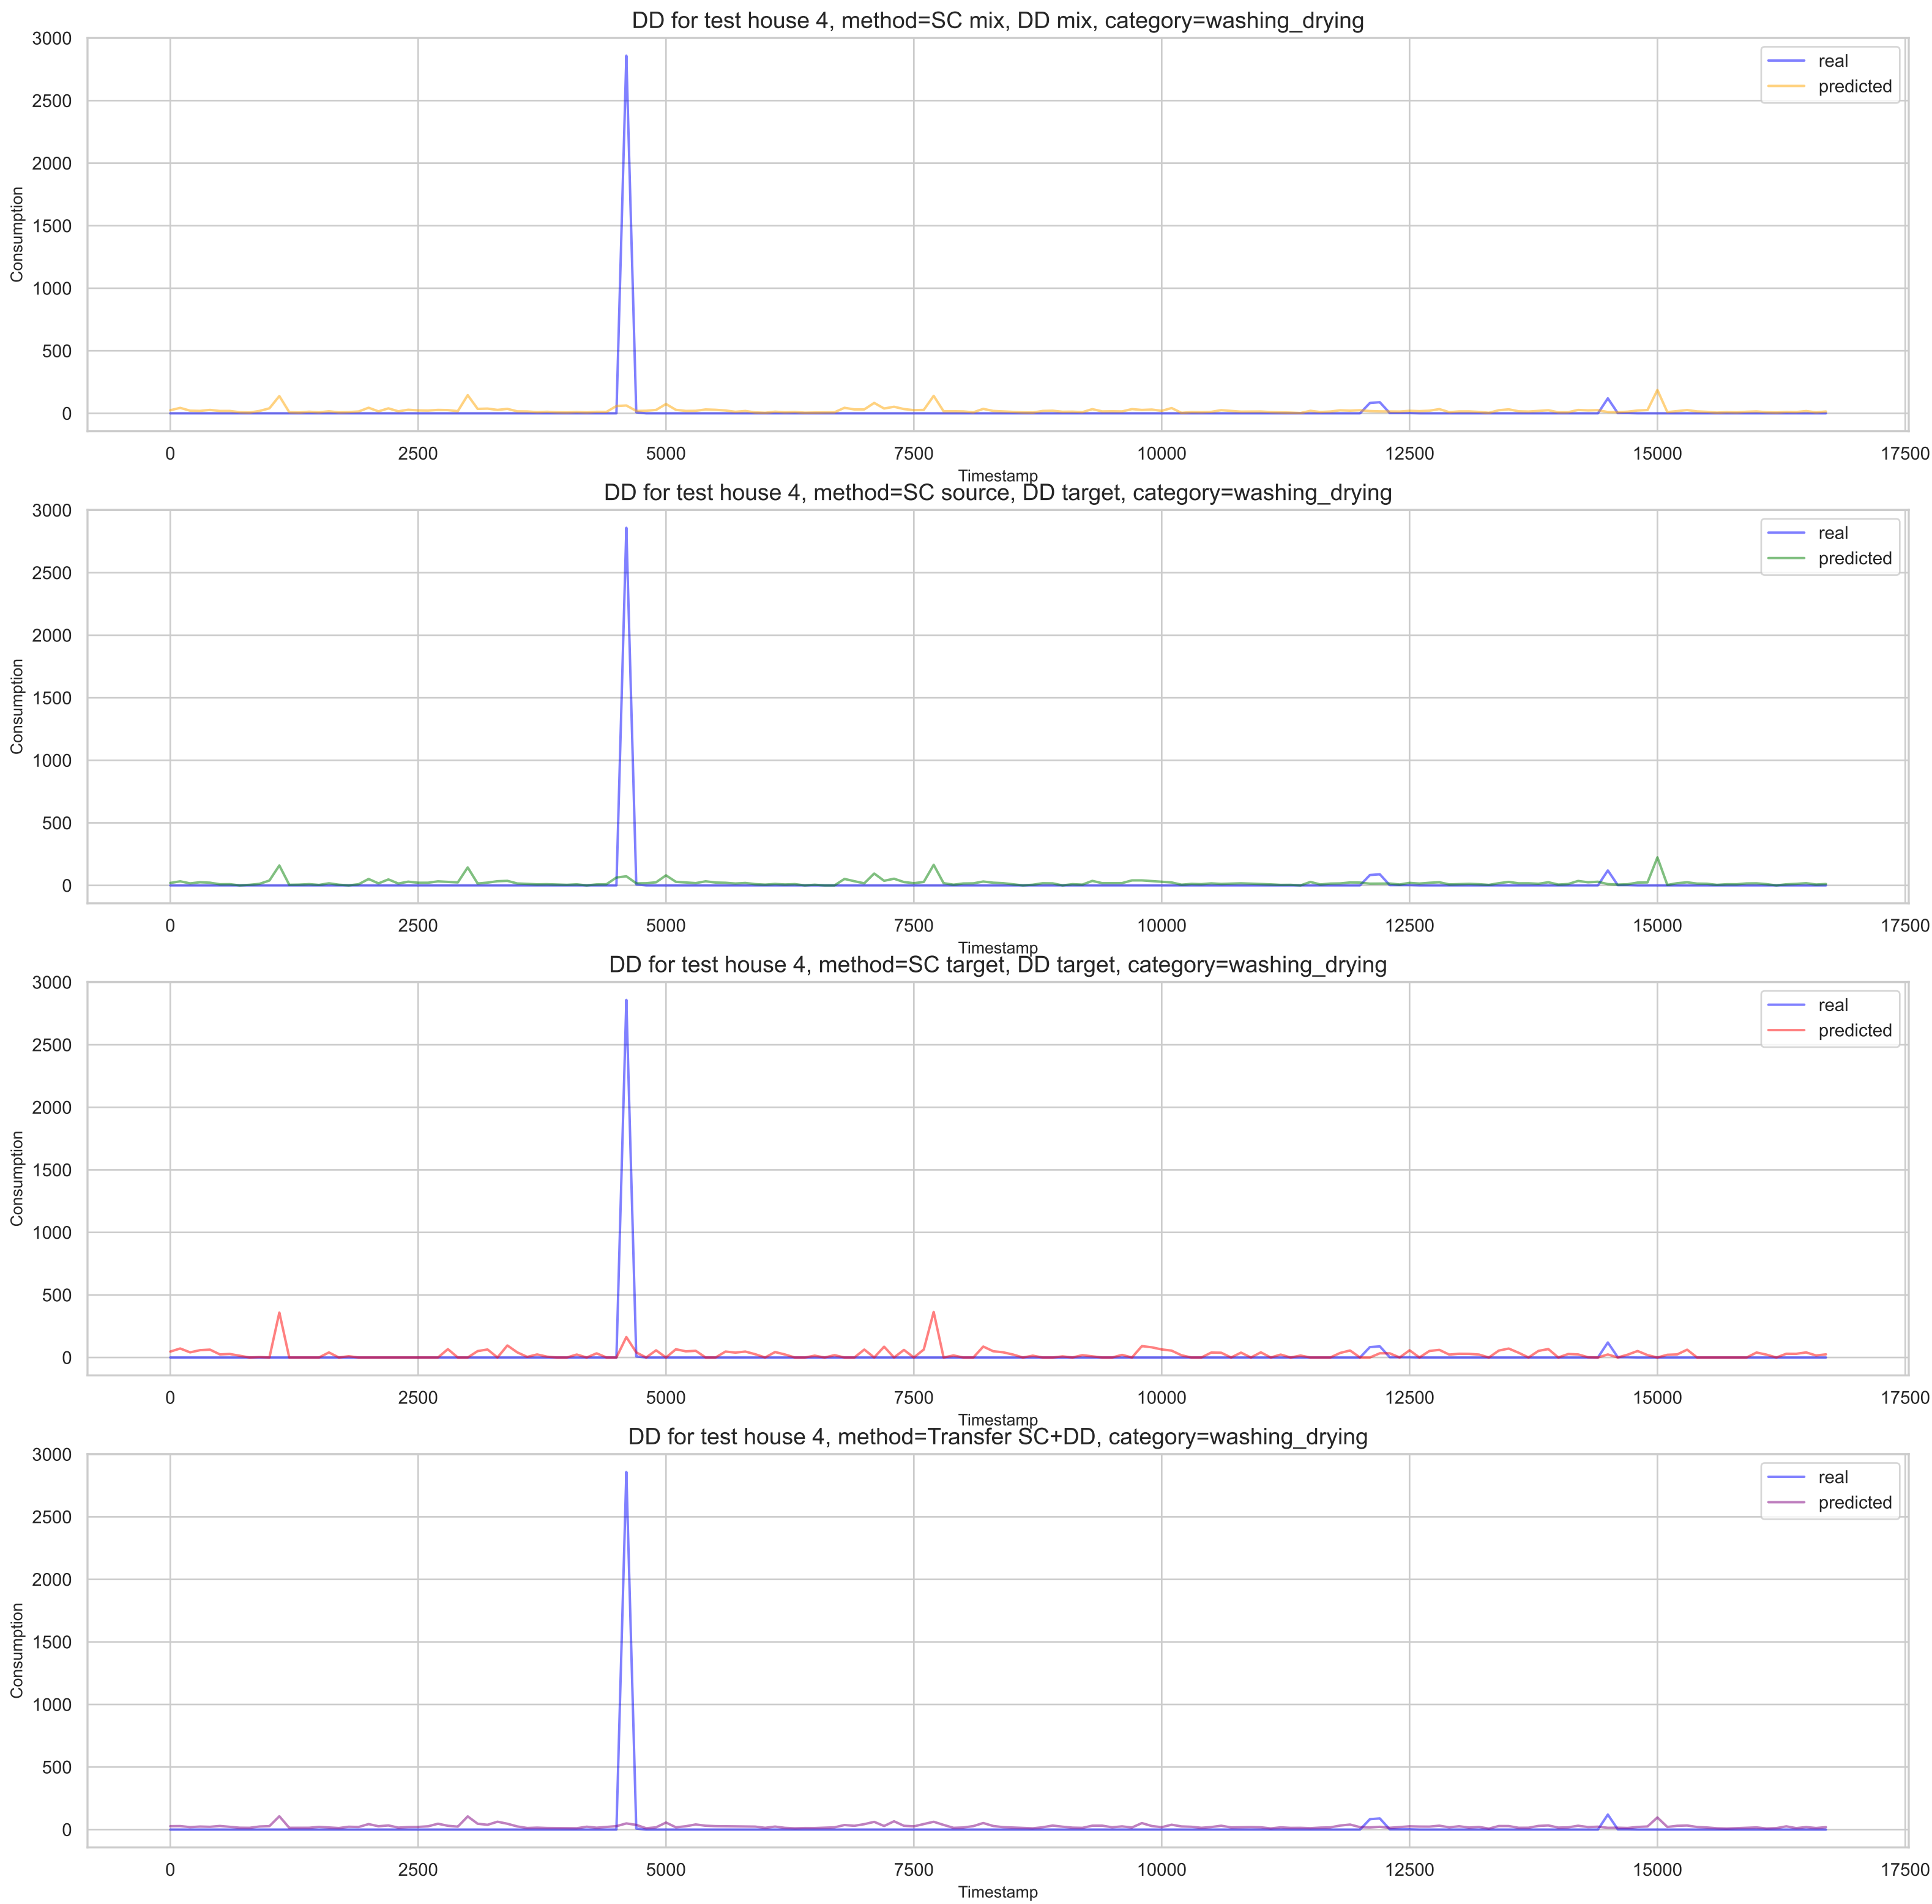 DD for test house 4, method=SC mix, DD mix, category=washing_drying
3000
2500
2000
1500
1000
500
0
Consumption
real
predicted
0 2500 5000 7500 10000 12500 15000 17500
Timestamp
DD for test house 4, method=SC source, DD target, category=washing_drying
3000
2500
2000
1500
1000
500
0
Consumption
real
predicted
0 2500 5000 7500 10000 12500 15000 17500
Timestamp
DD for test house 4, method=SC target, DD target, category=washing_drying
3000
2500
2000
1500
1000
500
0
Consumption
real
predicted
0 2500 5000 7500 10000 12500 15000 17500
Timestamp
DD for test house 4, method=Transfer SC+DD, category=washing_drying
3000
2500
2000
1500
1000
500
0
Consumption
real
predicted
0 2500 5000 7500 10000 12500 15000 17500
Timestamp